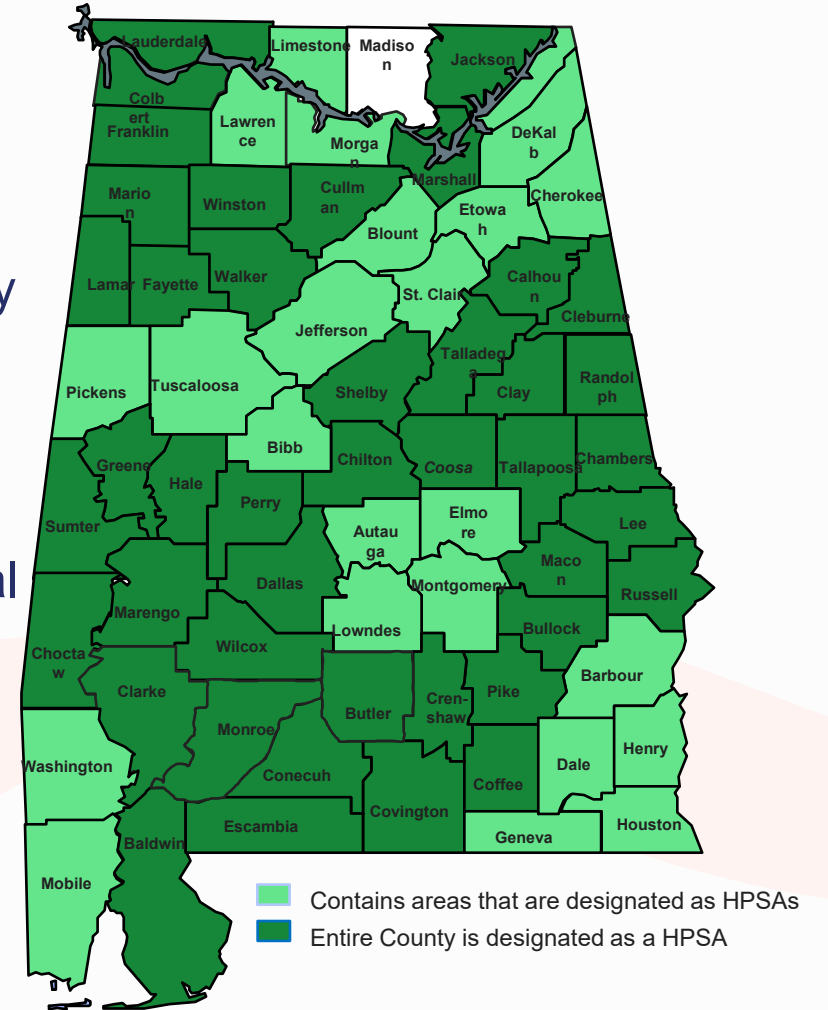 Lauderdale
Limestone
Madiso
n
Jackson
Colb
ert
Franklin
Lawren
ce
Morga
n
DeKal
b
Marshall
Cherokee
Mario
n
Winston
Cullm
an
Etowa
h
Blount
Lamar
Fayette
Walker
St. Clair
Calhou
n
Cleburne
y
Jefferson
Talladeg
a
Pickens
Tuscaloosa
Shelby
Clay
Randol
ph
Bibb
Chilton
Coosa
Tallapoosa
Chambers
Greene
Hale
Perry
Sumter
Autau
ga
Elmo
re
Lee
Maco
n
al
Dallas
Montgomery
Russell
Marengo
Lowndes
Bullock
Chocta
w
Wilcox
Clarke
Butler
Cren-
shaw
Pike
Barbour
Monroe
Washington
Conecuh
Coffee
Dale
Henry
Escambia
Covington
Geneva
Houston
Baldwin
Mobile
Contains areas that are designated as HPSAs
Entire County is designated as a HPSA